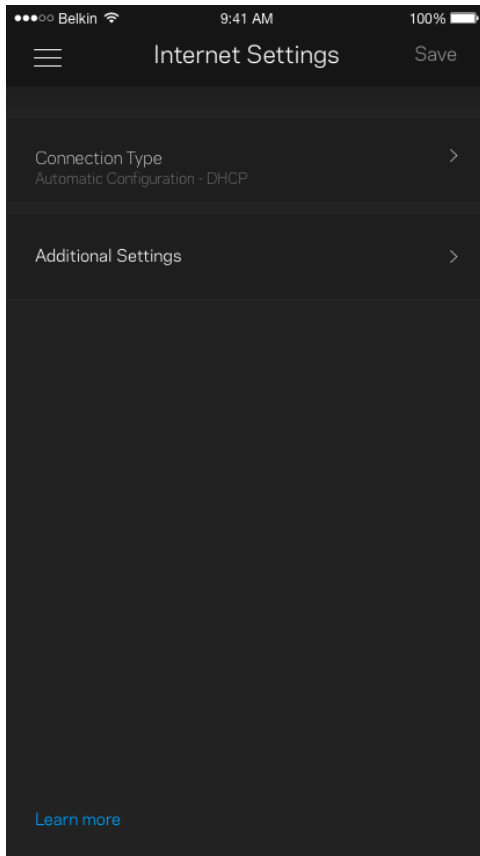 Belkin 9:41 AM 100%
Internet Settings Save
Connection Type
Automatic Configuration - DHCP
Additional Settings
Learn more